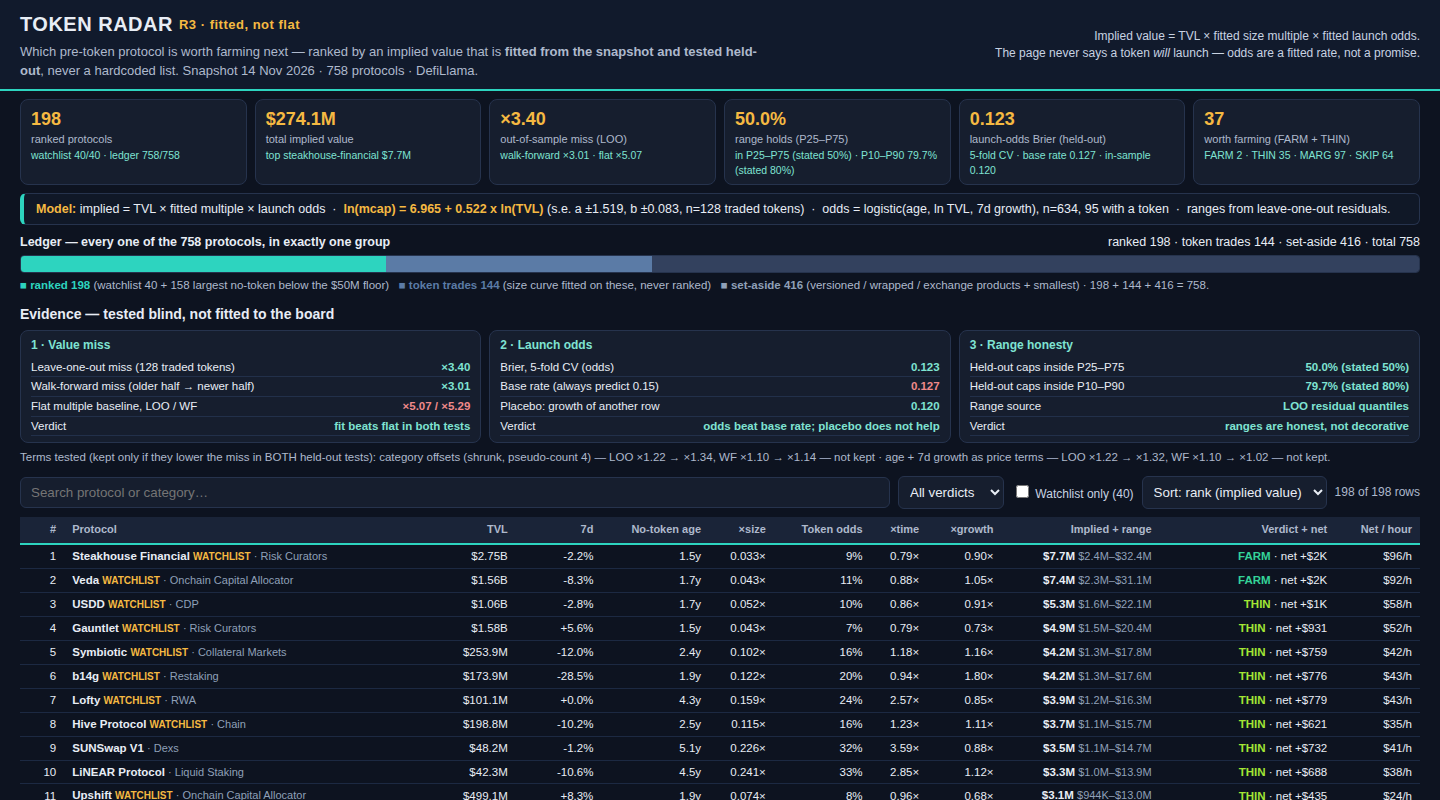 TOKEN RADAR R3 · fitted, not flat
Which pre-token protocol is worth farming next — ranked by an implied value that is fitted from the snapshot and tested held-
out, never a hardcoded list. Snapshot 14 Nov 2026 · 758 protocols · DefiLlama.
Implied value = TVL × fitted size multiple × fitted launch odds.
The page never says a token will launch — odds are a fitted rate, not a promise.
198
ranked protocols
watchlist 40/40 · ledger 758/758
$274.1M
total implied value
top steakhouse-financial $7.7M
×3.40
out-of-sample miss (LOO)
walk-forward ×3.01 · flat ×5.07
50.0%
range holds (P25–P75)
in P25–P75 (stated 50%) · P10–P90 79.7%
(stated 80%)
0.123
launch-odds Brier (held-out)
5-fold CV · base rate 0.127 · in-sample
0.120
37
worth farming (FARM + THIN)
FARM 2 · THIN 35 · MARG 97 · SKIP 64
Model: implied = TVL × fitted multiple × launch odds · ln(mcap) = 6.965 + 0.522 x ln(TVL) (s.e. a ±1.519, b ±0.083, n=128 traded tokens) · odds = logistic(age, ln TVL, 7d growth), n=634, 95 with a token · ranges from leave-one-out residuals.
Ledger — every one of the 758 protocols, in exactly one group
ranked 198 · token trades 144 · set-aside 416 · total 758
■ ranked 198 (watchlist 40 + 158 largest no-token below the $50M floor) ■ token trades 144 (size curve fitted on these, never ranked) ■ set-aside 416 (versioned / wrapped / exchange products + smallest) · 198 + 144 + 416 = 758.
Evidence — tested blind, not fitted to the board
1 · Value miss
Leave-one-out miss (128 traded tokens) ×3.40
Walk-forward miss (older half → newer half) ×3.01
Flat multiple baseline, LOO / WF ×5.07 / ×5.29
Verdict fit beats flat in both tests
2 · Launch odds
Brier, 5-fold CV (odds) 0.123
Base rate (always predict 0.15) 0.127
Placebo: growth of another row 0.120
Verdict odds beat base rate; placebo does not help
3 · Range honesty
Held-out caps inside P25–P75 50.0% (stated 50%)
Held-out caps inside P10–P90 79.7% (stated 80%)
Range source LOO residual quantiles
Verdict ranges are honest, not decorative
Terms tested (kept only if they lower the miss in BOTH held-out tests): category offsets (shrunk, pseudo-count 4) — LOO ×1.22 → ×1.34, WF ×1.10 → ×1.14 — not kept · age + 7d growth as price terms — LOO ×1.22 → ×1.32, WF ×1.10 → ×1.02 — not kept.
Search protocol or category… All verdicts Watchlist only (40) Sort: rank (implied value) 198 of 198 rows
# Protocol TVL 7d No-token age ×size Token odds ×time ×growth Implied + range Verdict + net Net / hour
1 Steakhouse Financial WATCHLIST · Risk Curators $2.75B -2.2% 1.5y 0.033× 9% 0.79× 0.90× $7.7M $2.4M–$32.4M FARM · net +$2K $96/h
2 Veda WATCHLIST · Onchain Capital Allocator $1.56B -8.3% 1.7y 0.043× 11% 0.88× 1.05× $7.4M $2.3M–$31.1M FARM · net +$2K $92/h
3 USDD WATCHLIST · CDP $1.06B -2.8% 1.7y 0.052× 10% 0.86× 0.91× $5.3M $1.6M–$22.1M THIN · net +$1K $58/h
4 Gauntlet WATCHLIST · Risk Curators $1.58B +5.6% 1.5y 0.043× 7% 0.79× 0.73× $4.9M $1.5M–$20.4M THIN · net +$931 $52/h
5 Symbiotic WATCHLIST · Collateral Markets $253.9M -12.0% 2.4y 0.102× 16% 1.18× 1.16× $4.2M $1.3M–$17.8M THIN · net +$759 $42/h
6 b14g WATCHLIST · Restaking $173.9M -28.5% 1.9y 0.122× 20% 0.94× 1.80× $4.2M $1.3M–$17.6M THIN · net +$776 $43/h
7 Lofty WATCHLIST · RWA $101.1M +0.0% 4.3y 0.159× 24% 2.57× 0.85× $3.9M $1.2M–$16.3M THIN · net +$779 $43/h
8 Hive Protocol WATCHLIST · Chain $198.8M -10.2% 2.5y 0.115× 16% 1.23× 1.11× $3.7M $1.1M–$15.7M THIN · net +$621 $35/h
9 SUNSwap V1 · Dexs $48.2M -1.2% 5.1y 0.226× 32% 3.59× 0.88× $3.5M $1.1M–$14.7M THIN · net +$732 $41/h
10 LiNEAR Protocol · Liquid Staking $42.3M -10.6% 4.5y 0.241× 33% 2.85× 1.12× $3.3M $1.0M–$13.9M THIN · net +$688 $38/h
11 Upshift WATCHLIST · Onchain Capital Allocator $499.1M +8.3% 1.9y 0.074× 8% 0.96× 0.68× $3.1M $944K–$13.0M THIN · net +$435 $24/h